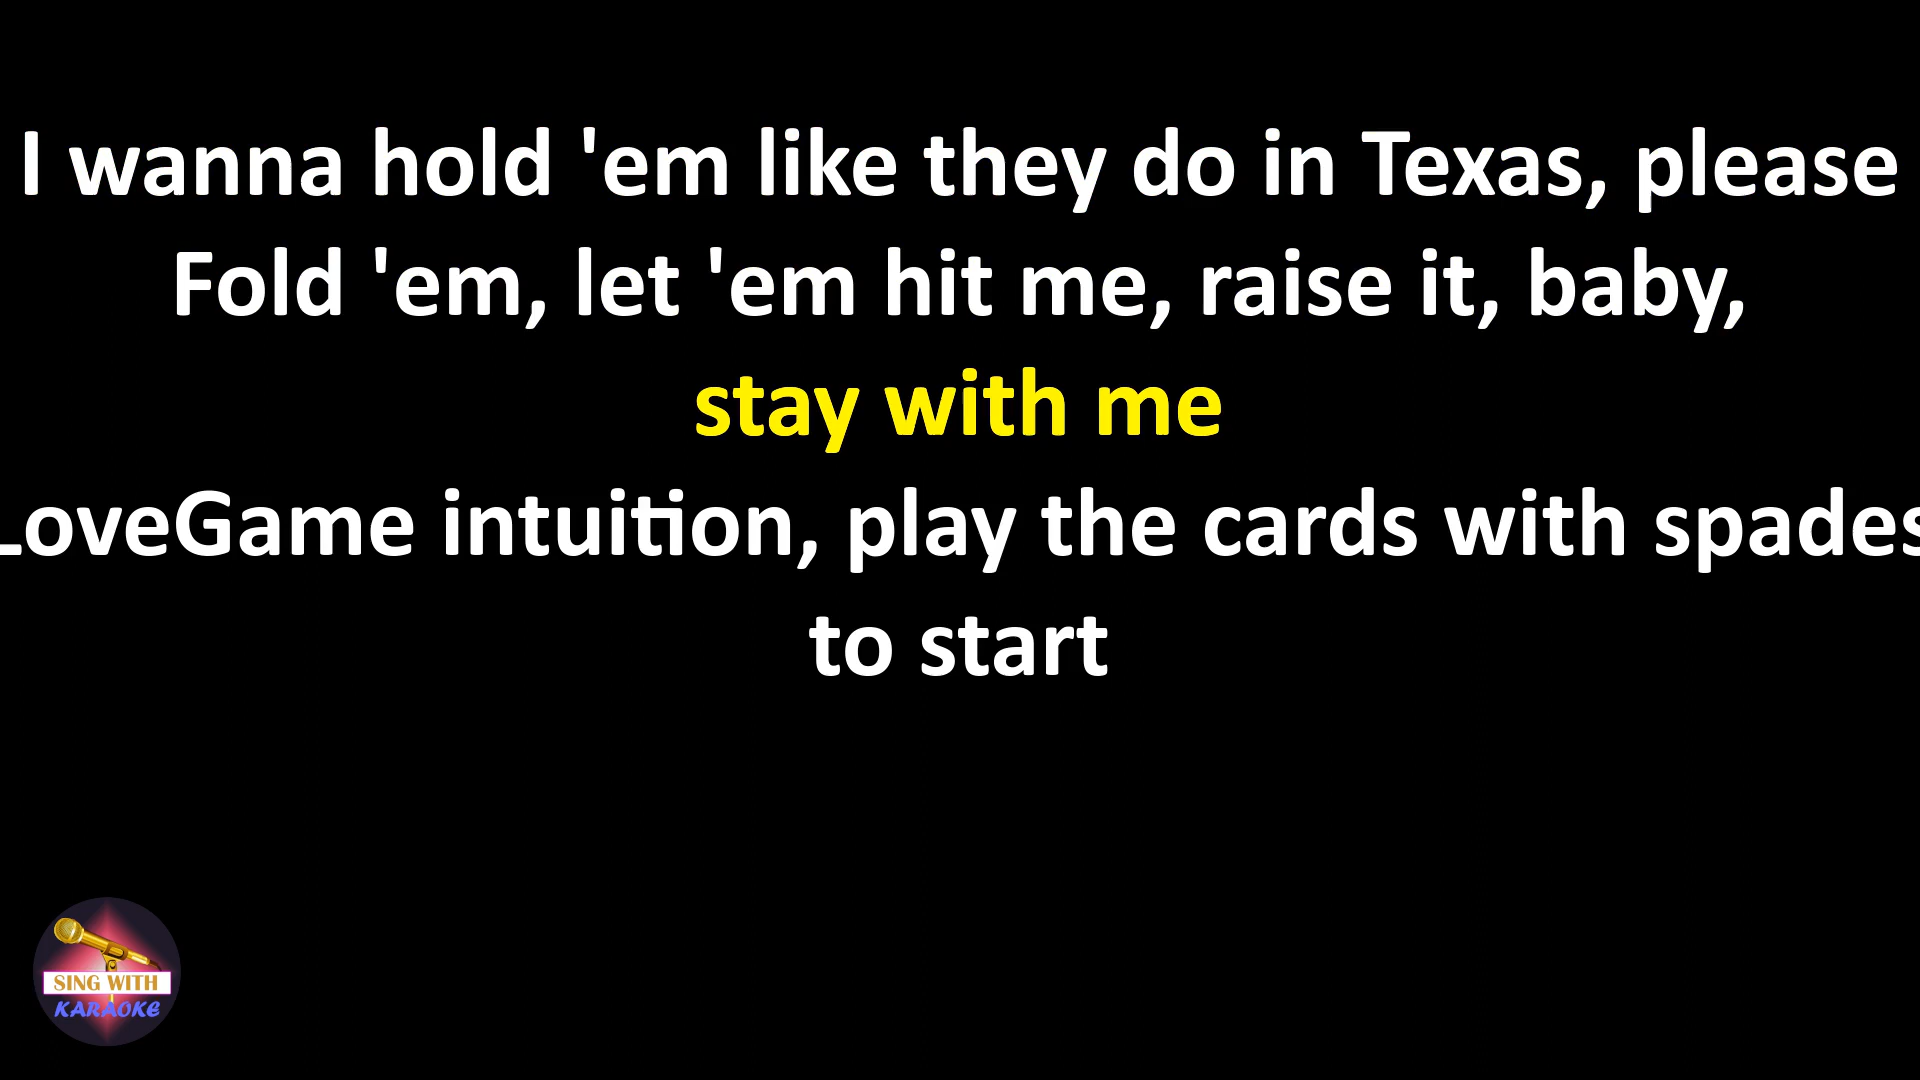 I wanna hold 'em like they do in Texas, please
Fold 'em, let 'em hit me, raise it, baby,
stay with me
LoveGame intuition, play the cards with spades
to start
SING WITH
KARAOKE